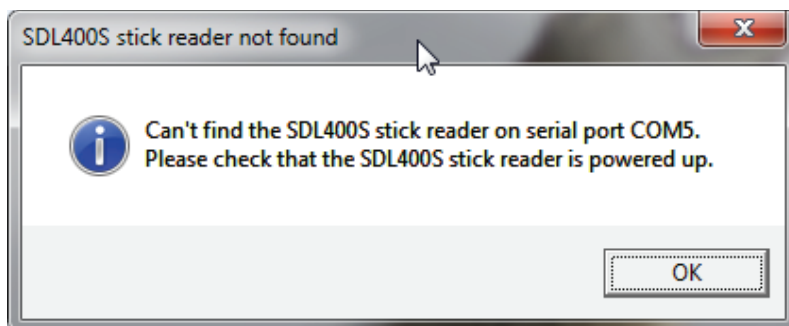 SDL400S stick reader not found
Can't find the SDL400S stick reader on serial port COM5.
Please check that the SDL400S stick reader is powered up.
OK